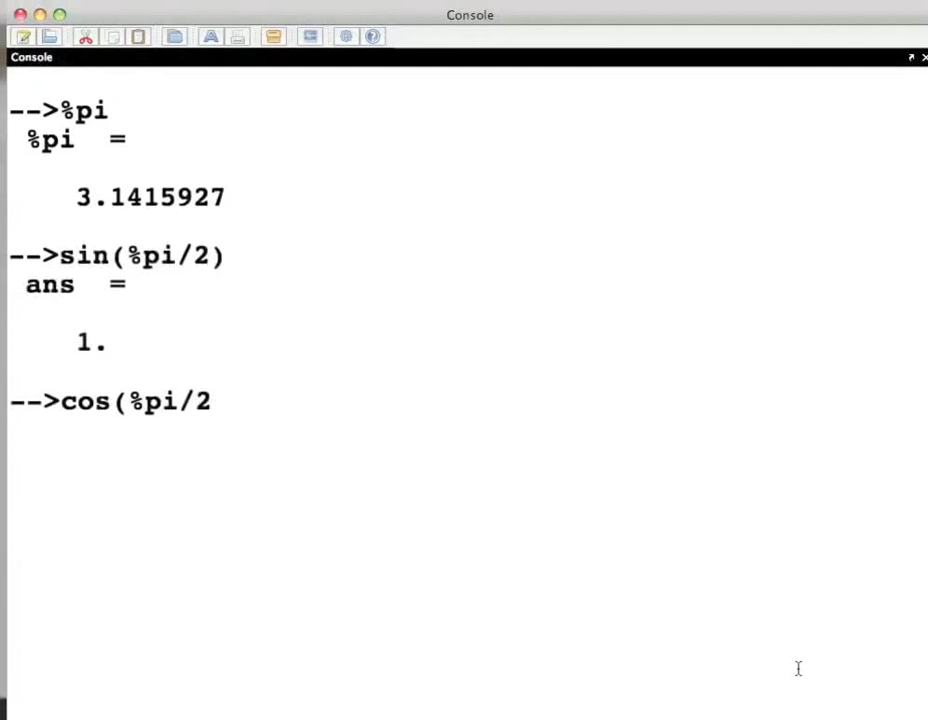 Console
Console
-->%pi
%pi =
3.1415927
-->sin(%pi/2)
ans =
1.
-->cos(%pi/2